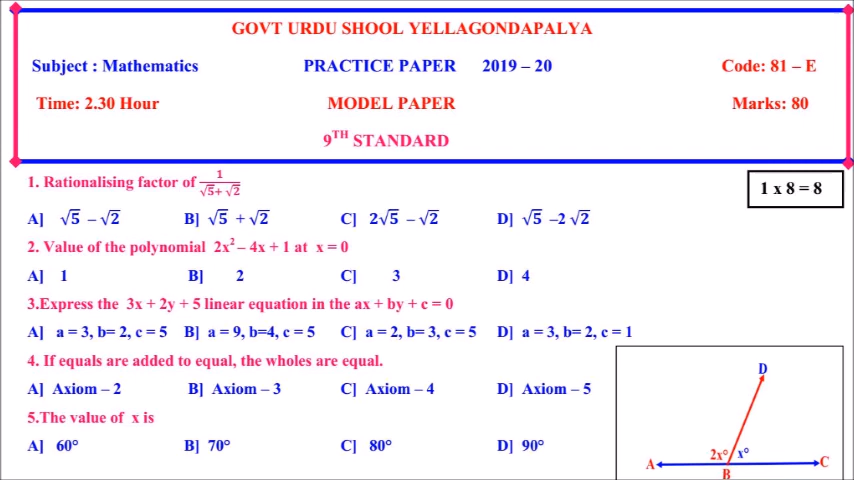 GOVT URDU SHOOL YELLAGONDAPALYA
Subject : Mathematics PRACTICE PAPER 2019 – 20 Code: 81 – E
Time: 2.30 Hour MODEL PAPER Marks: 80
9TH STANDARD
1. Rationalising factor of 1/(√5+ √2) 1 x 8 = 8
A] √5 – √2 B] √5 + √2 C] 2√5 – √2 D] √5 –2 √2
2. Value of the polynomial 2x² – 4x + 1 at x = 0
A] 1 B] 2 C] 3 D] 4
3.Express the 3x + 2y + 5 linear equation in the ax + by + c = 0
A] a = 3, b= 2, c = 5 B] a = 9, b=4, c = 5 C] a = 2, b= 3, c = 5 D] a = 3, b= 2, c = 1
4. If equals are added to equal, the wholes are equal.
A] Axiom – 2 B] Axiom – 3 C] Axiom – 4 D] Axiom – 5
5.The value of x is
A] 60° B] 70° C] 80° D] 90°
D
2x° x°
A C
B